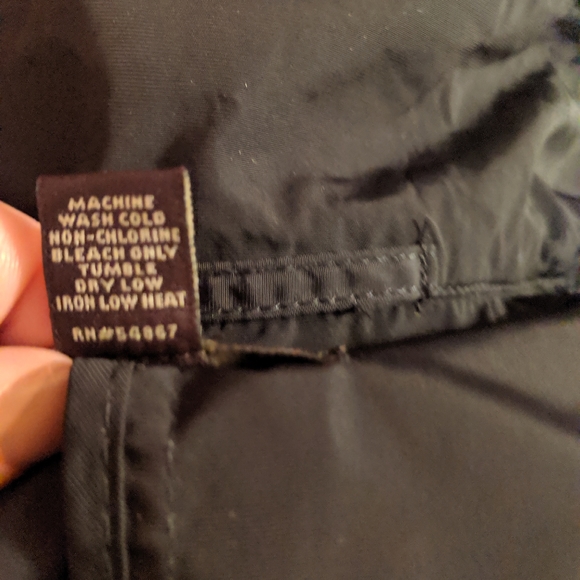 MACHINE
WASH COLD
NON-CHLORINE
BLEACH ONLY
TUMBLE
DRY LOW
IRON LOW HEAT
RN#54867